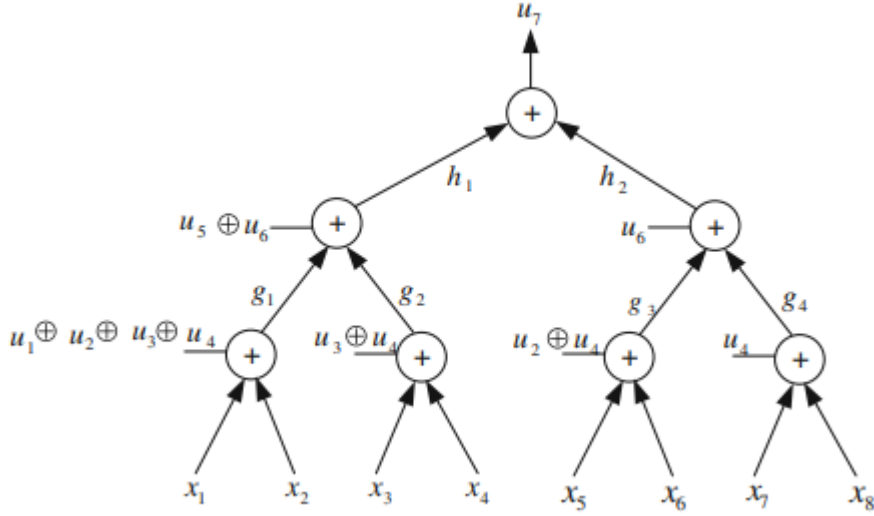 u₇
+
h₁ h₂
u₅ ⊕ u₆ + u₆ +
g₁ g₂ g₃ g₄
u₁ ⊕ u₂ ⊕ u₃ ⊕ u₄ + u₃ ⊕ u₄ + u₂ ⊕ u₄ + u₄ +
x₁ x₂ x₃ x₄ x₅ x₆ x₇ x₈